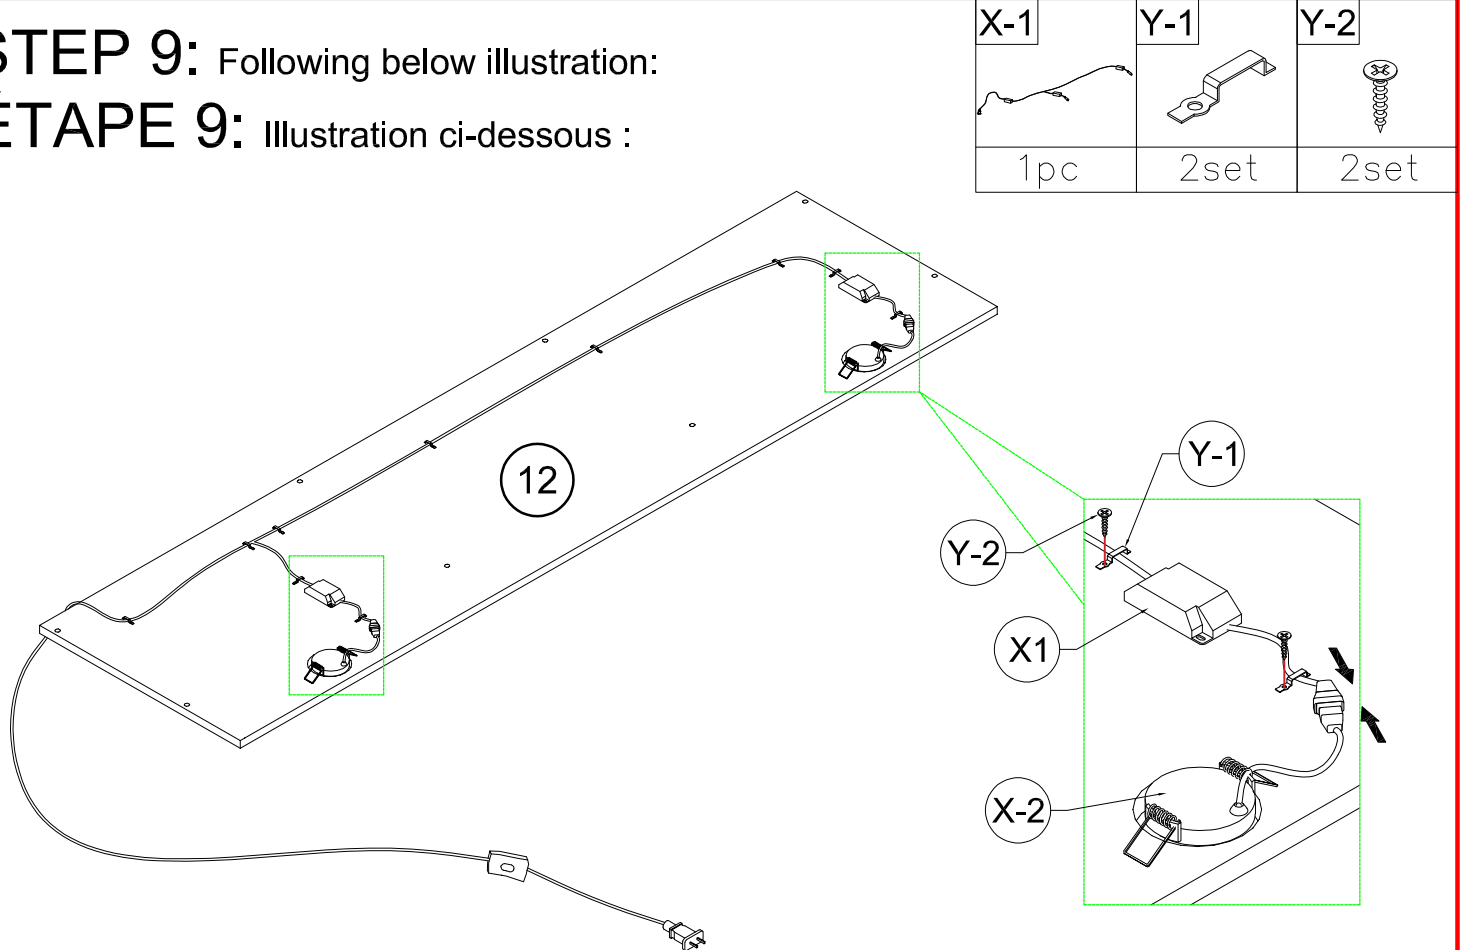 STEP 9: Following below illustration:
ÉTAPE 9: Illustration ci-dessous :
X-1 Y-1 Y-2
1pc 2set 2set
12
Y-1
Y-2
X1
X-2